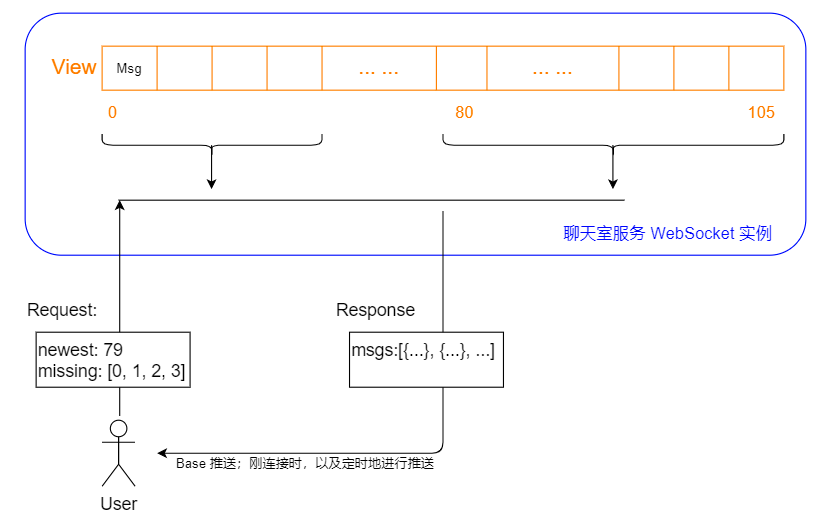 View
Msg
... ...
... ...
0
80
105
聊天室服务 WebSocket 实例
Request:
Response
newest: 79
missing: [0, 1, 2, 3]
msgs:[{...}, {...}, ...]
Base 推送；刚连接时，以及定时地进行推送
User